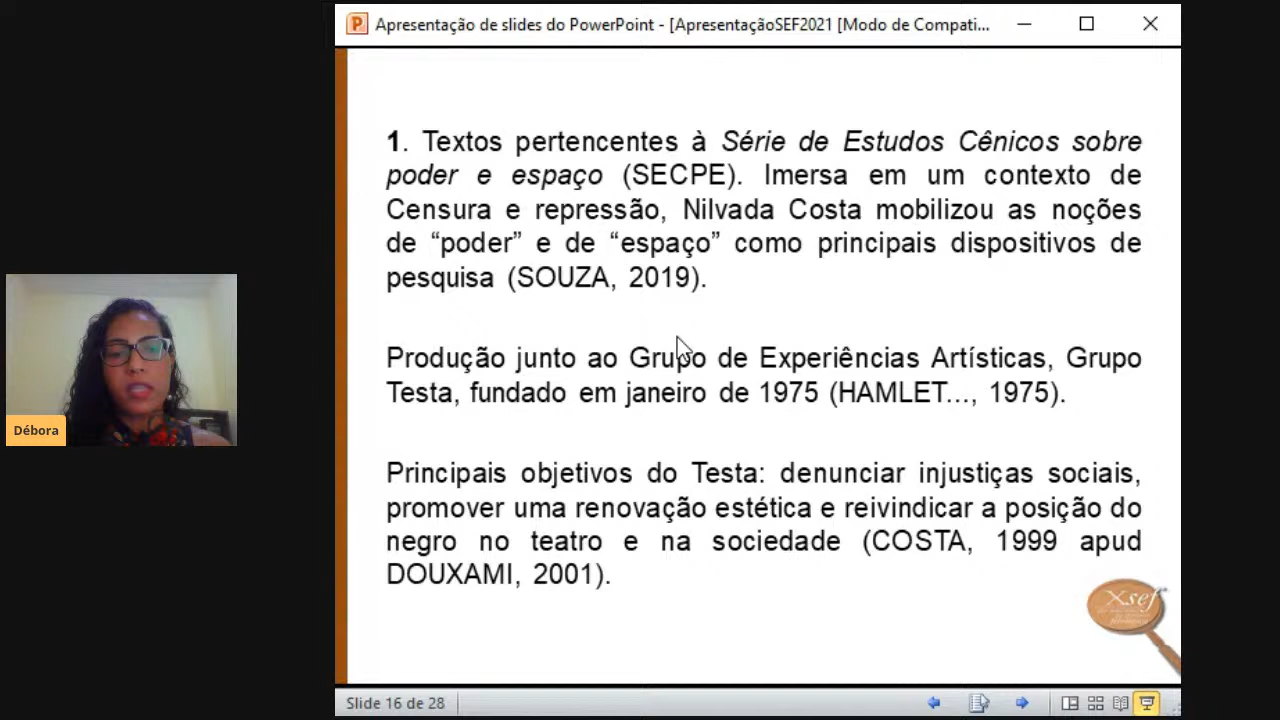 Apresentação de slides do PowerPoint - [ApresentaçãoSEF2021 [Modo de Compati...
1. Textos pertencentes à Série de Estudos Cênicos sobre
poder e espaço (SECPE). Imersa em um contexto de
Censura e repressão, Nilvada Costa mobilizou as noções
de “poder” e de “espaço” como principais dispositivos de
pesquisa (SOUZA, 2019).
Produção junto ao Grupo de Experiências Artísticas, Grupo
Testa, fundado em janeiro de 1975 (HAMLET..., 1975).
Principais objetivos do Testa: denunciar injustiças sociais,
promover uma renovação estética e reivindicar a posição do
negro no teatro e na sociedade (COSTA, 1999 apud
DOUXAMI, 2001).
Débora
Xsef
Slide 16 de 28